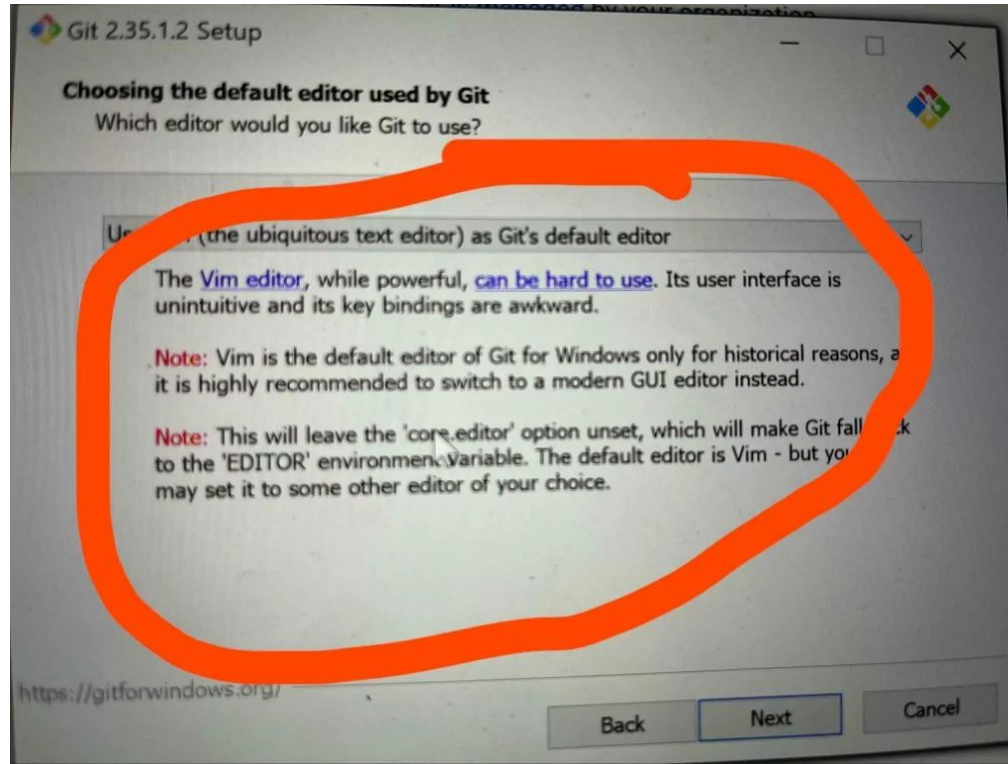 managed by your organization
Git 2.35.1.2 Setup
Choosing the default editor used by Git
Which editor would you like Git to use?
(the ubiquitous text editor) as Git's default editor
The Vim editor, while powerful, can be hard to use. Its user interface is
unintuitive and its key bindings are awkward.
Note: Vim is the default editor of Git for Windows only for historical reasons,
it is highly recommended to switch to a modern GUI editor instead.
Note: This will leave the 'core.editor' option unset, which will make Git fall
to the 'EDITOR' environment variable. The default editor is Vim - but you
may set it to some other editor of your choice.
https://gitforwindows.org/
Back
Next
Cancel